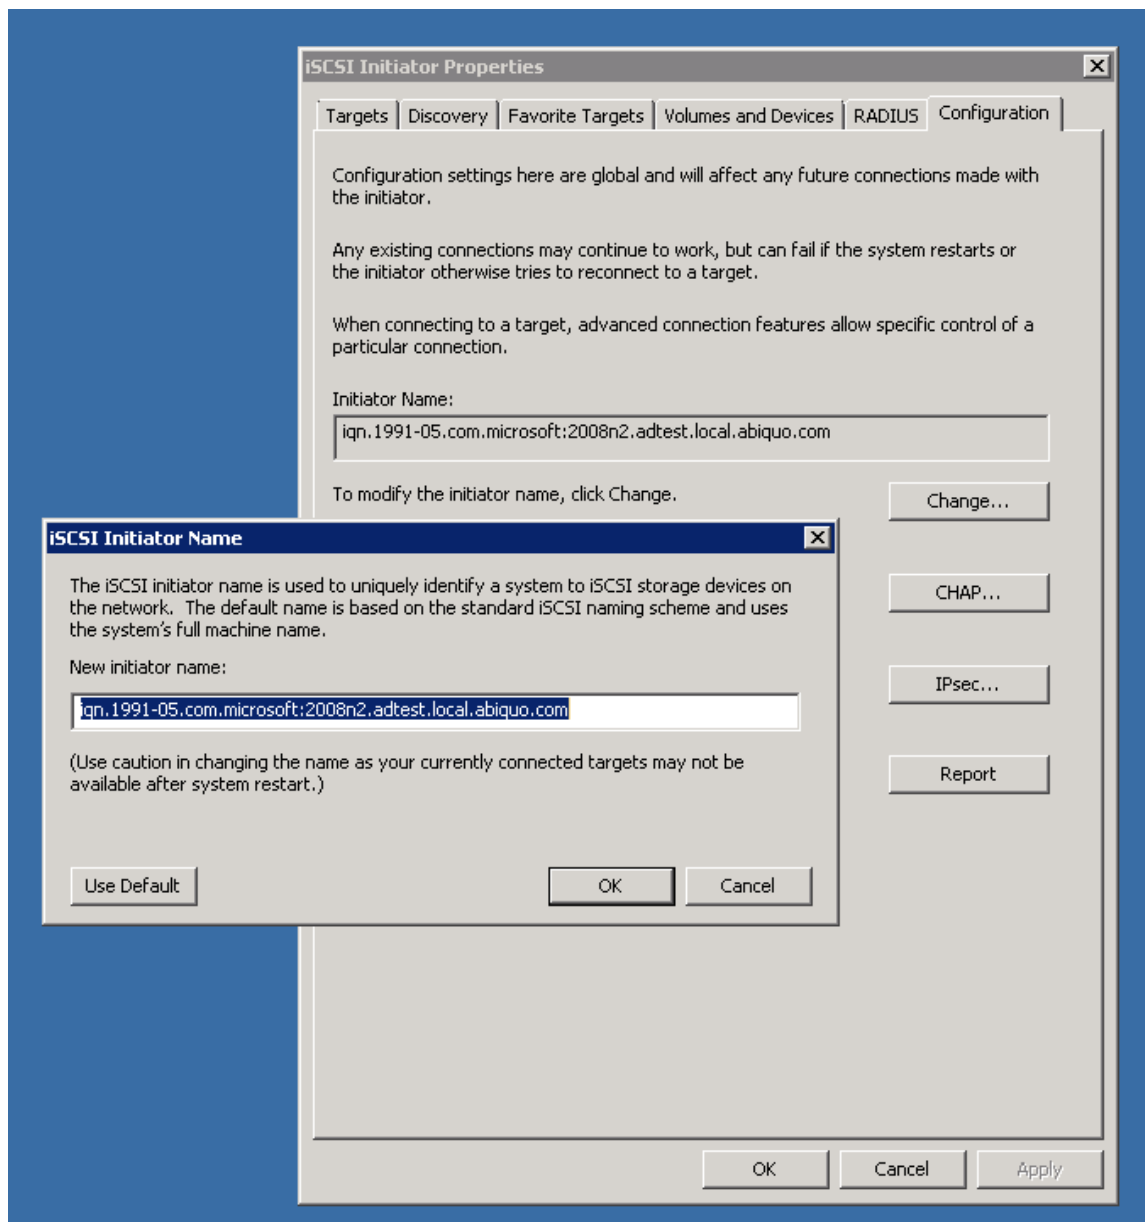 iSCSI Initiator Properties
Targets
Discovery
Favorite Targets
Volumes and Devices
RADIUS
Configuration
Configuration settings here are global and will affect any future connections made with
the initiator.
Any existing connections may continue to work, but can fail if the system restarts or
the initiator otherwise tries to reconnect to a target.
When connecting to a target, advanced connection features allow specific control of a
particular connection.
Initiator Name:
iqn.1991-05.com.microsoft:2008n2.adtest.local.abiquo.com
To modify the initiator name, click Change.
Change...
CHAP...
IPsec...
Report
iSCSI Initiator Name
The iSCSI initiator name is used to uniquely identify a system to iSCSI storage devices on
the network.  The default name is based on the standard iSCSI naming scheme and uses
the system's full machine name.
New initiator name:
iqn.1991-05.com.microsoft:2008n2.adtest.local.abiquo.com
(Use caution in changing the name as your currently connected targets may not be
available after system restart.)
Use Default
OK
Cancel
OK
Cancel
Apply